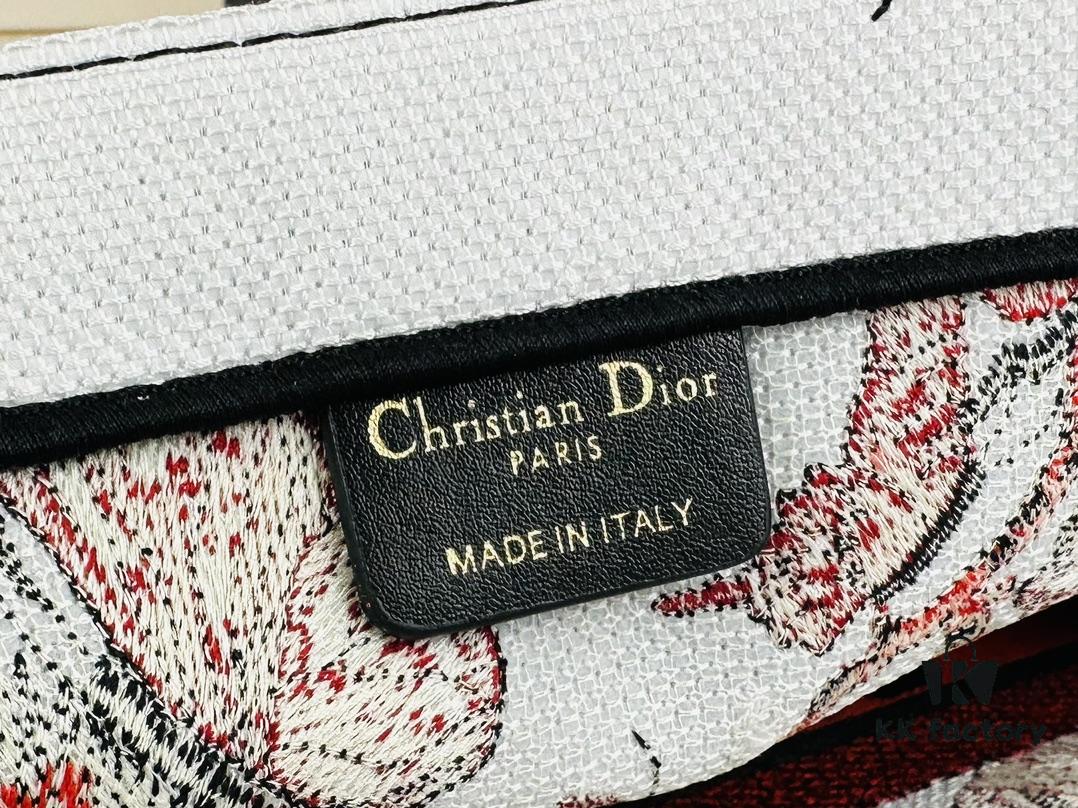 Christian Dior
PARIS
MADE IN ITALY
KK Factory